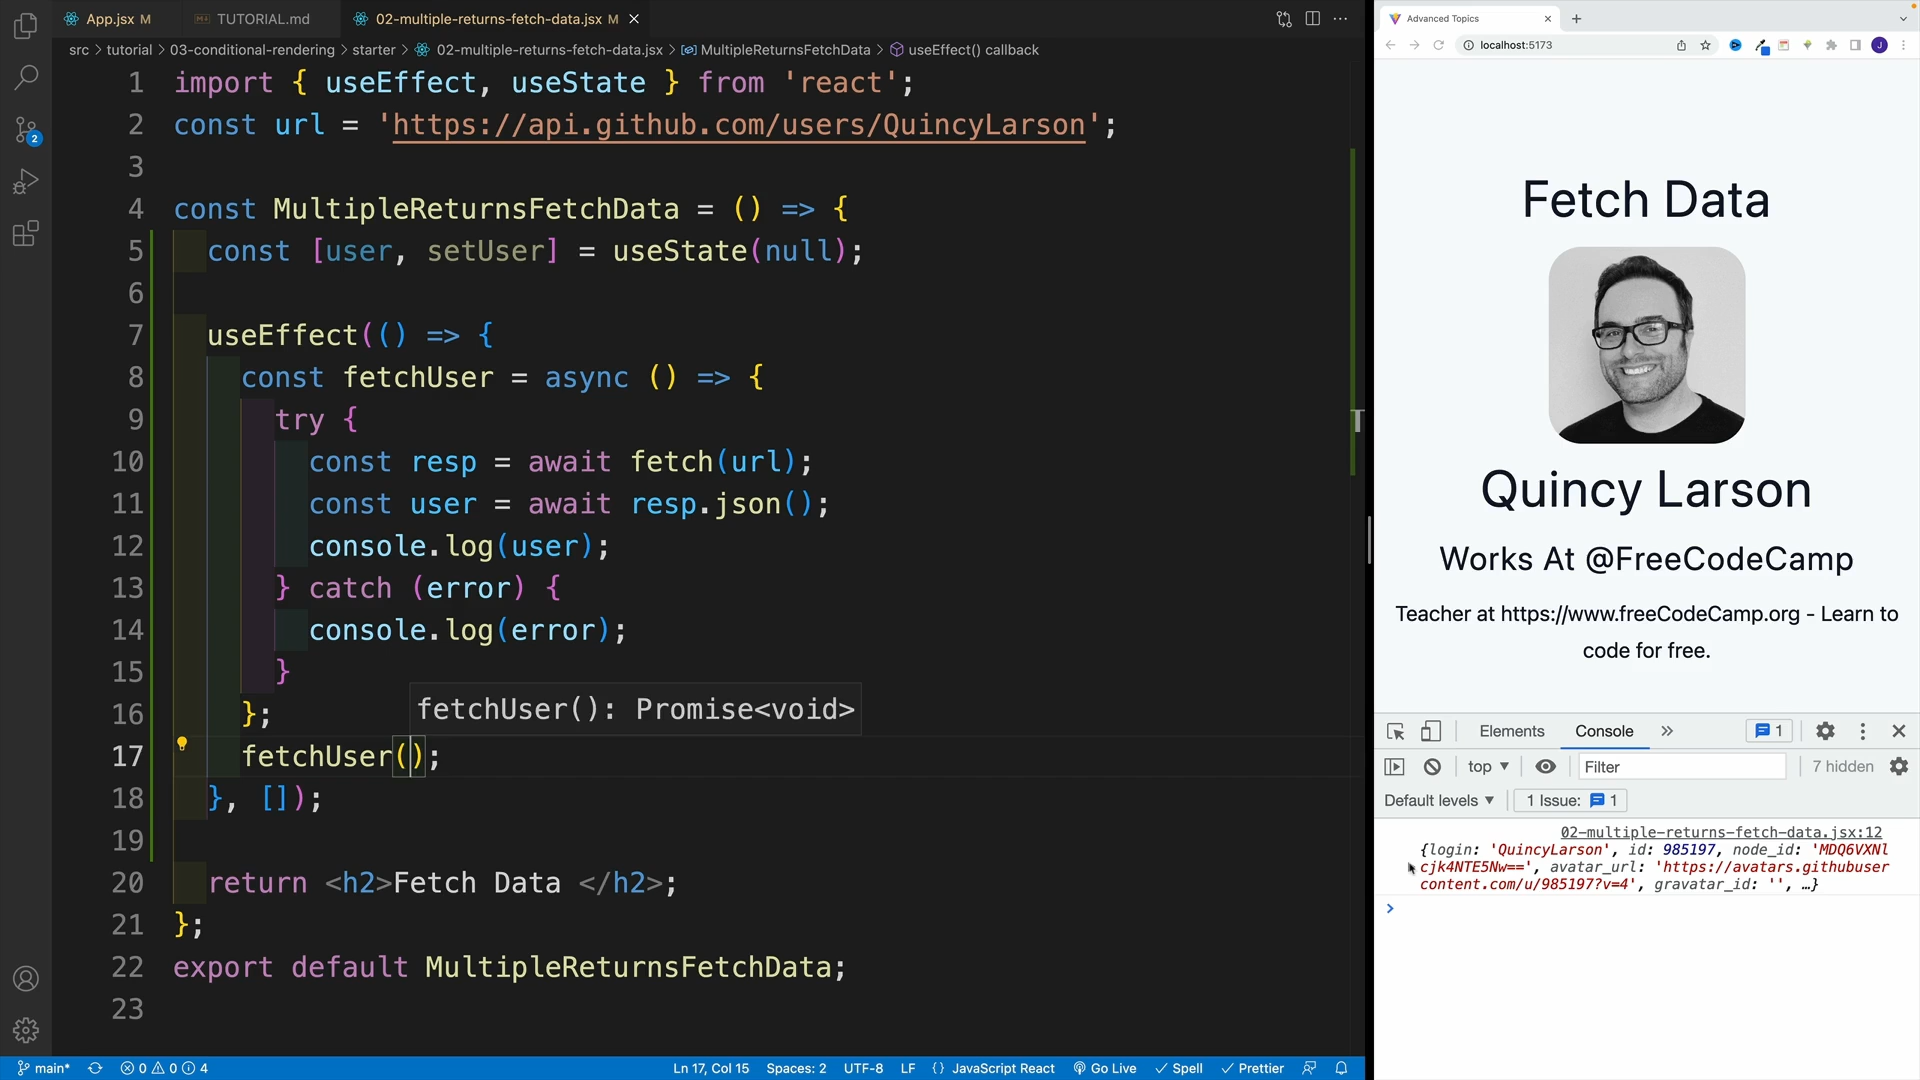 App.jsx M
TUTORIAL.md
02-multiple-returns-fetch-data.jsx M
src > tutorial > 03-conditional-rendering > starter > 02-multiple-returns-fetch-data.jsx > MultipleReturnsFetchData > useEffect() callback
1 import { useEffect, useState } from 'react';
2 const url = 'https://api.github.com/users/QuincyLarson';
3
4 const MultipleReturnsFetchData = () => {
5 const [user, setUser] = useState(null);
6
7 useEffect(() => {
8 const fetchUser = async () => {
9 try {
10 const resp = await fetch(url);
11 const user = await resp.json();
12 console.log(user);
13 } catch (error) {
14 console.log(error);
15 }
16 };
fetchUser(): Promise<void>
17 fetchUser();
18 }, []);
19
20 return <h2>Fetch Data </h2>;
21 };
22 export default MultipleReturnsFetchData;
23
2
main*
0 0 4
Ln 17, Col 15
Spaces: 2
UTF-8
LF
{} JavaScript React
Go Live
Spell
Prettier
Advanced Topics
localhost:5173
J
Fetch Data
Quincy Larson
Works At @FreeCodeCamp
Teacher at https://www.freeCodeCamp.org - Learn to
code for free.
Elements
Console
1
top
Filter
7 hidden
Default levels
1 Issue: 1
02-multiple-returns-fetch-data.jsx:12
{login: 'QuincyLarson', id: 985197, node_id: 'MDQ6VXNl
cjk4NTE5Nw==', avatar_url: 'https://avatars.githubuser
content.com/u/985197?v=4', gravatar_id: '', …}